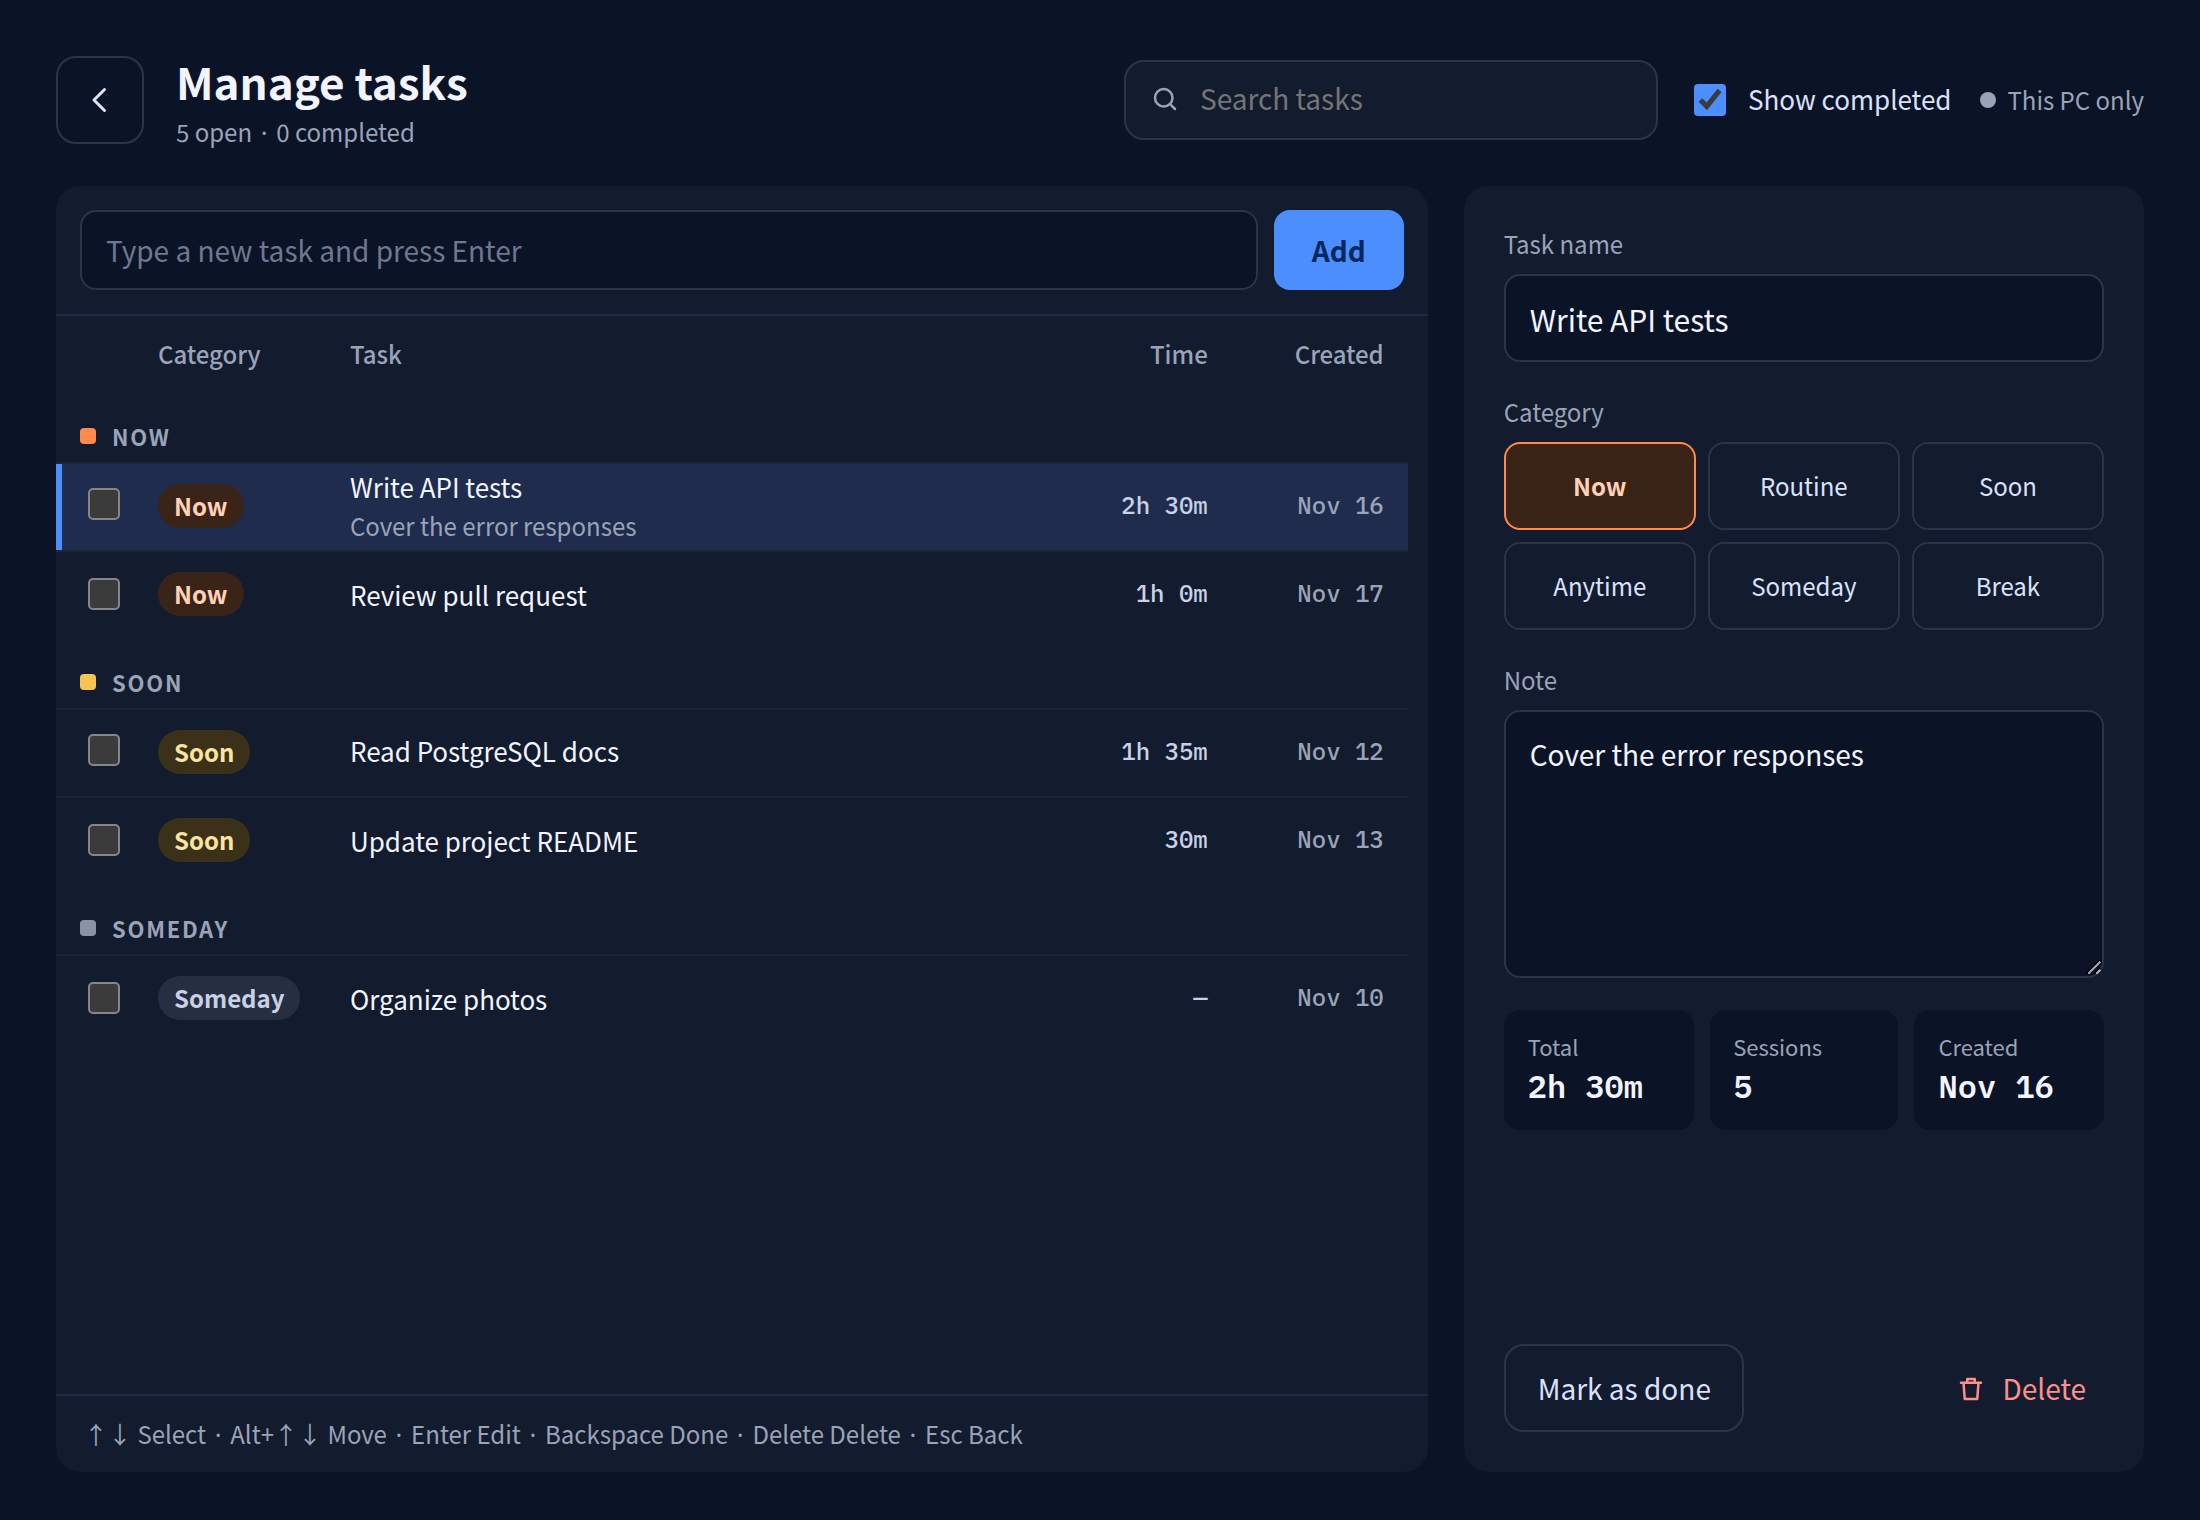 Manage tasks
5 open · 0 completed
Search tasks
Show completed
This PC only
Type a new task and press Enter
Add
Category Task Time Created
NOW
Now Write API tests 2h 30m Nov 16
Cover the error responses
Now Review pull request 1h 0m Nov 17
SOON
Soon Read PostgreSQL docs 1h 35m Nov 12
Soon Update project README 30m Nov 13
SOMEDAY
Someday Organize photos – Nov 10
↑ ↓ Select · Alt+↑ ↓ Move · Enter Edit · Backspace Done · Delete Delete · Esc Back
Task name
Write API tests
Category
Now Routine Soon
Anytime Someday Break
Note
Cover the error responses
Total Sessions Created
2h 30m 5 Nov 16
Mark as done Delete